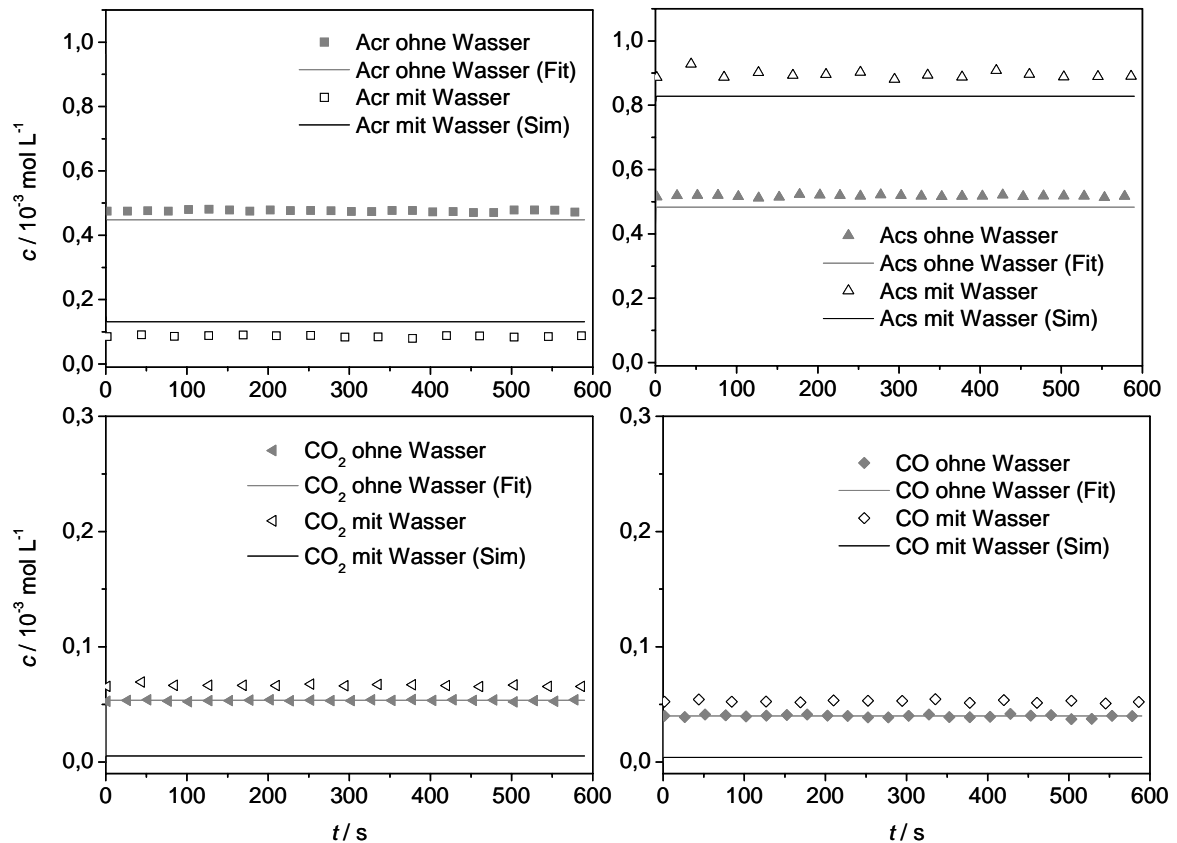 1,0
0,8
0,6
0,4
0,2
0,0
c / 10⁻³ mol L⁻¹
Acr ohne Wasser
Acr ohne Wasser (Fit)
Acr mit Wasser
Acr mit Wasser (Sim)
0 100 200 300 400 500 600
1,0
0,8
0,6
0,4
0,2
0,0
Acs ohne Wasser
Acs ohne Wasser (Fit)
Acs mit Wasser
Acs mit Wasser (Sim)
0 100 200 300 400 500 600
0,3
0,2
0,1
0,0
c / 10⁻³ mol L⁻¹
CO₂ ohne Wasser
CO₂ ohne Wasser (Fit)
CO₂ mit Wasser
CO₂ mit Wasser (Sim)
0 100 200 300 400 500 600
t / s
0,3
0,2
0,1
0,0
CO ohne Wasser
CO ohne Wasser (Fit)
CO mit Wasser
CO mit Wasser (Sim)
0 100 200 300 400 500 600
t / s